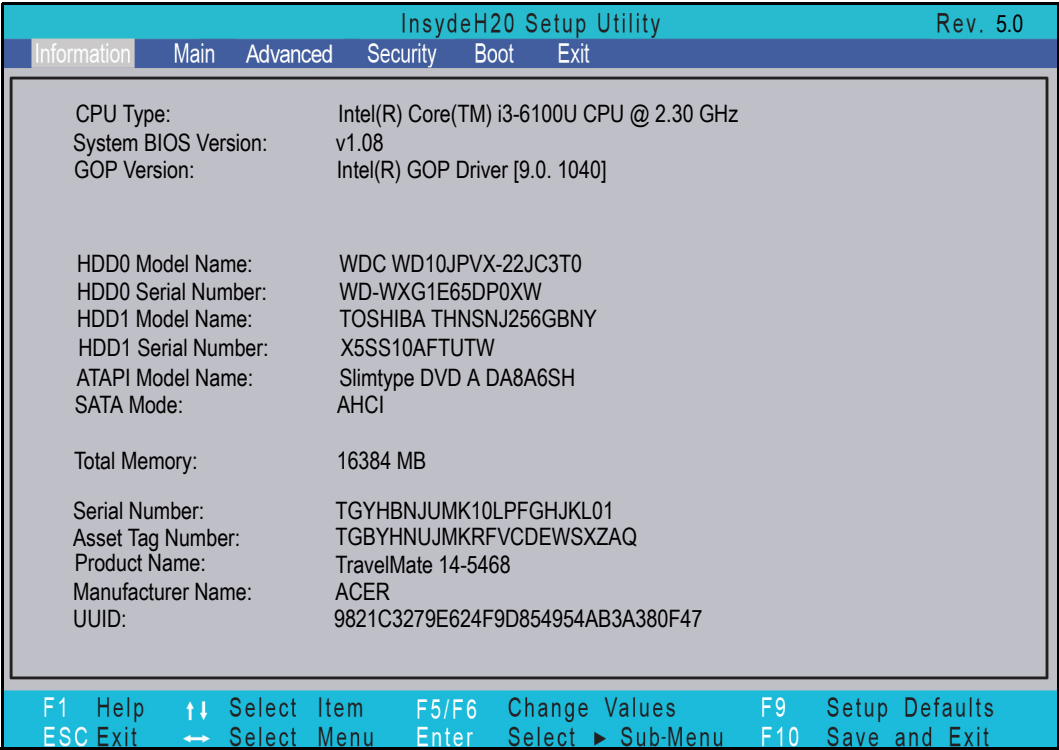 InsydeH20 Setup Utility Rev. 5.0
Information Main Advanced Security Boot Exit
CPU Type: Intel(R) Core(TM) i3-6100U CPU @ 2.30 GHz
System BIOS Version: v1.08
GOP Version: Intel(R) GOP Driver [9.0. 1040]
HDD0 Model Name: WDC WD10JPVX-22JC3T0
HDD0 Serial Number: WD-WXG1E65DP0XW
HDD1 Model Name: TOSHIBA THNSNJ256GBNY
HDD1 Serial Number: X5SS10AFTUTW
ATAPI Model Name: Slimtype DVD A DA8A6SH
SATA Mode: AHCI
Total Memory: 16384 MB
Serial Number: TGYHBNJUMK10LPFGHJKL01
Asset Tag Number: TGBYHNUJMKRFVCDEWSXZAQ
Product Name: TravelMate 14-5468
Manufacturer Name: ACER
UUID: 9821C3279E624F9D854954AB3A380F47
F1 Help ↑↓ Select Item F5/F6 Change Values F9 Setup Defaults
ESC Exit ↔ Select Menu Enter Select ► Sub-Menu F10 Save and Exit